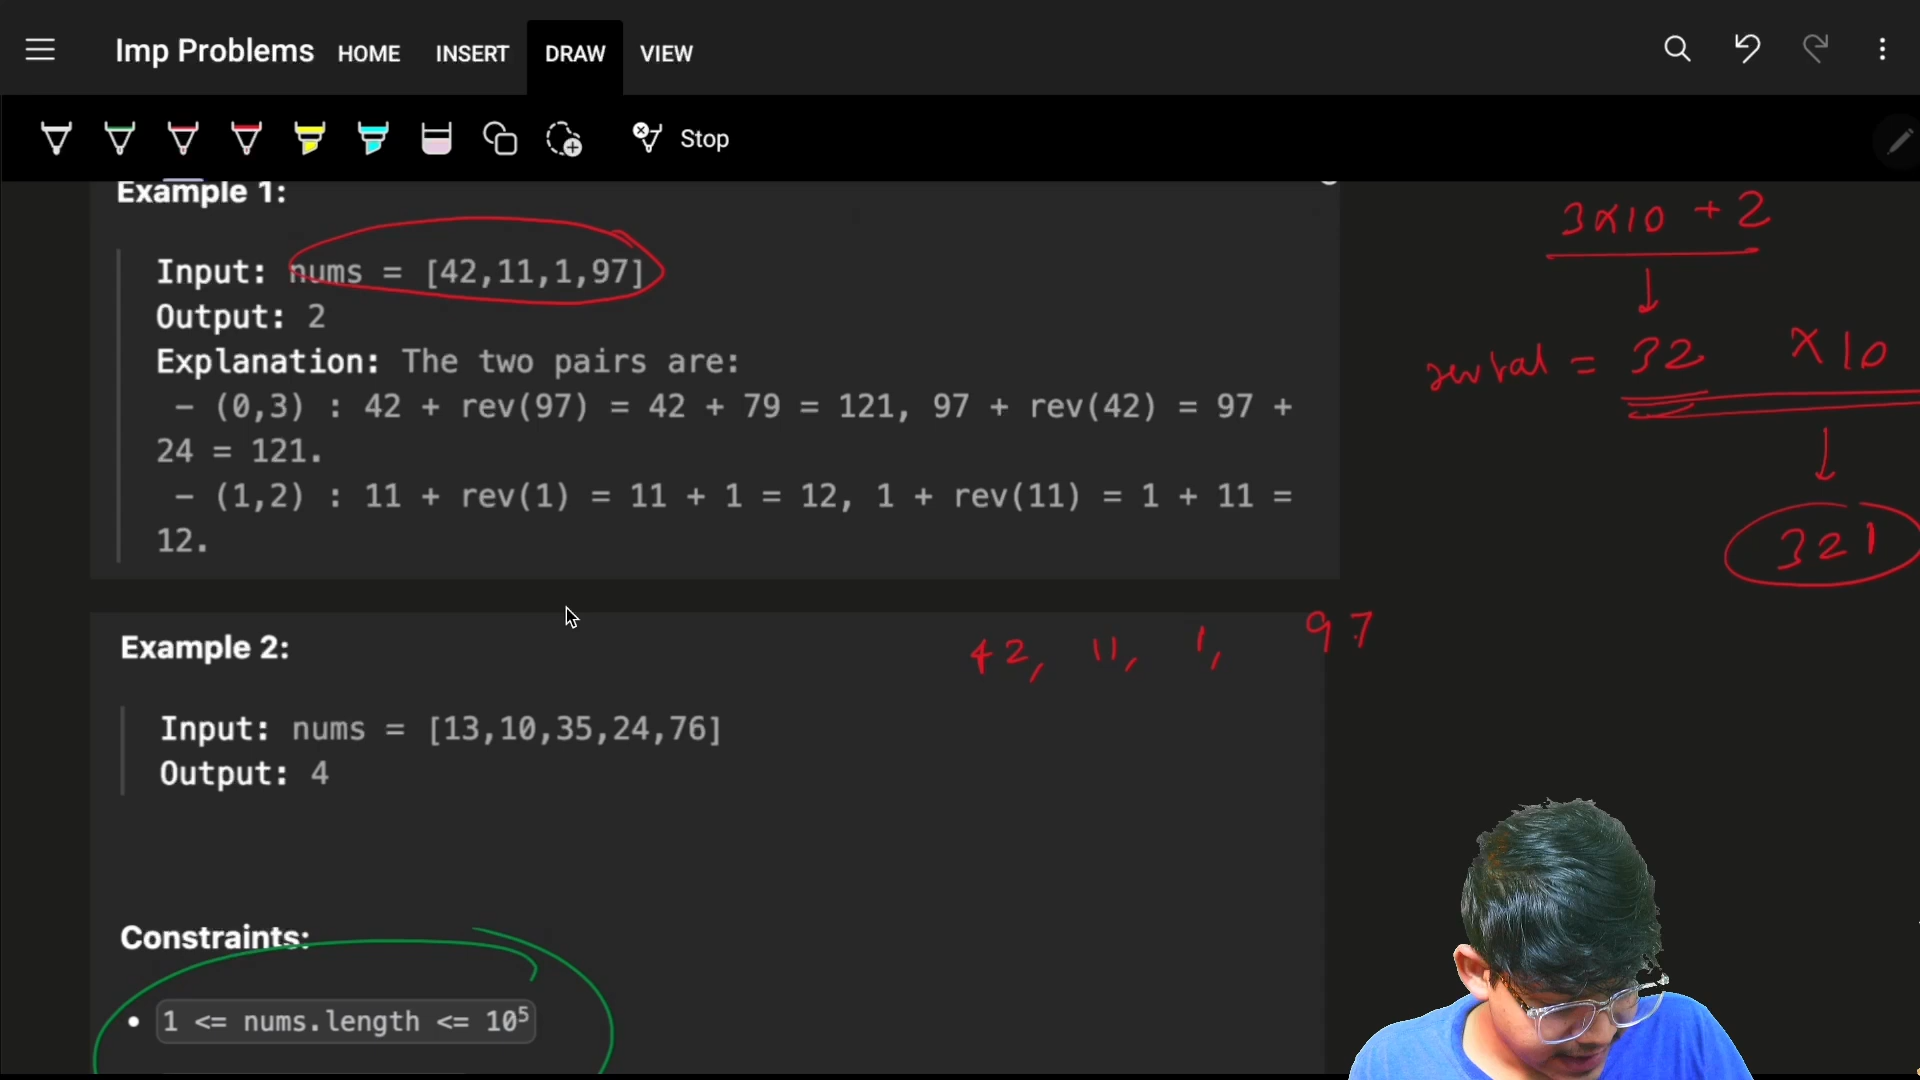 Imp Problems HOME INSERT DRAW VIEW
Stop
Example 1:
Input: nums = [42,11,1,97]
Output: 2
Explanation: The two pairs are:
- (0,3) : 42 + rev(97) = 42 + 79 = 121, 97 + rev(42) = 97 +
24 = 121.
- (1,2) : 11 + rev(1) = 11 + 1 = 12, 1 + rev(11) = 1 + 11 =
12.
3×10 + 2
= 32 ×10
321
42, 11, 1, 97
Example 2:
Input: nums = [13,10,35,24,76]
Output: 4
Constraints:
• 1 <= nums.length <= 10⁵